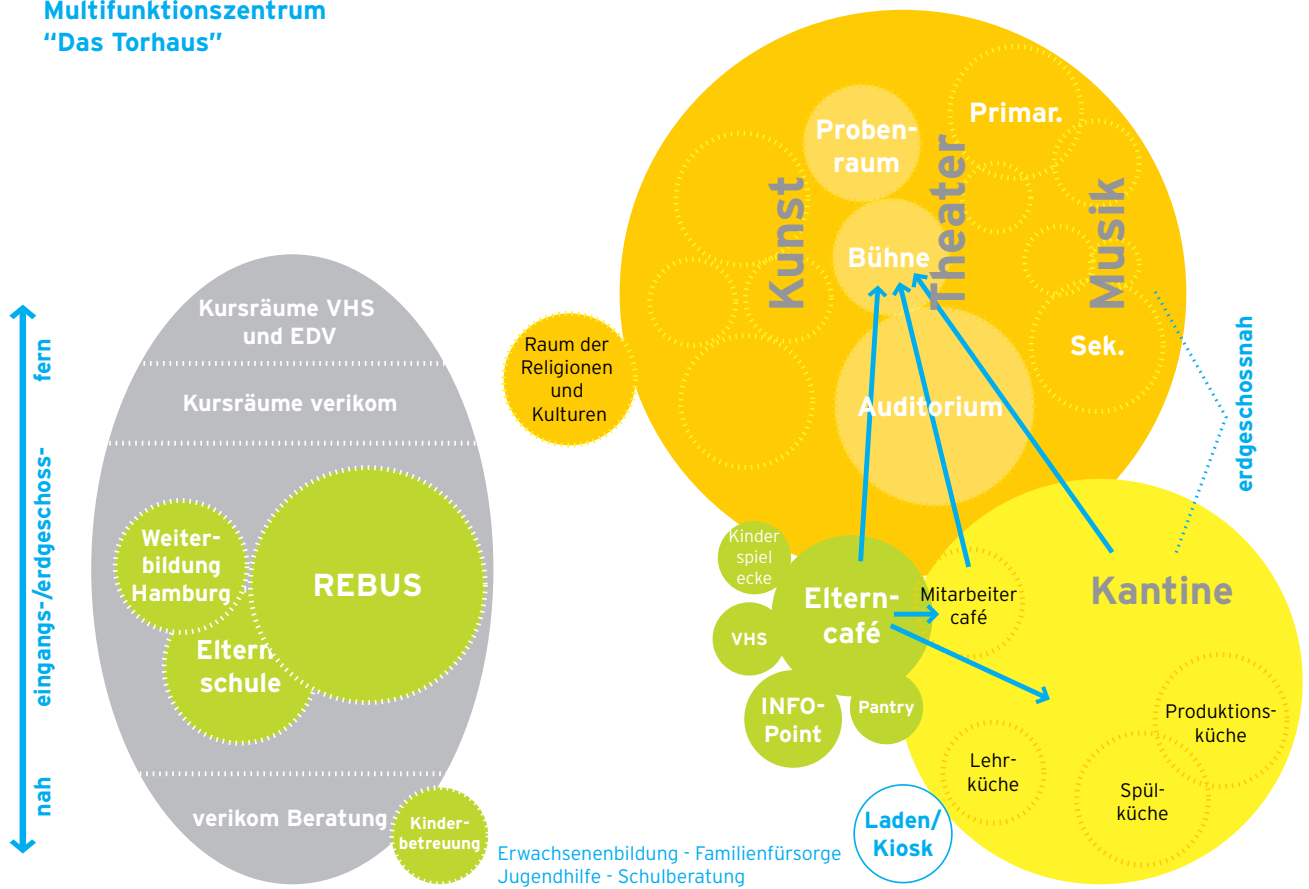 Multifunktionszentrum
“Das Torhaus”
fern
eingangs-/erdgeschoss-
nah
Kursräume VHS
und EDV
Kursräume verikom
Weiter-
bildung
Hamburg
REBUS
Eltern-
schule
verikom Beratung
Kinder-
betreuung
Erwachsenenbildung - Familienfürsorge
Jugendhilfe - Schulberatung
Raum der
Religionen
und
Kulturen
Kunst
Theater
Musik
Proben-
raum
Bühne
Auditorium
Primar.
Sek.
erdgeschossnah
Kinder
spiel
ecke
Eltern-
café
VHS
INFO-
Point
Pantry
Mitarbeiter
café
Kantine
Produktions-
küche
Lehr-
küche
Spül-
küche
Laden/
Kiosk